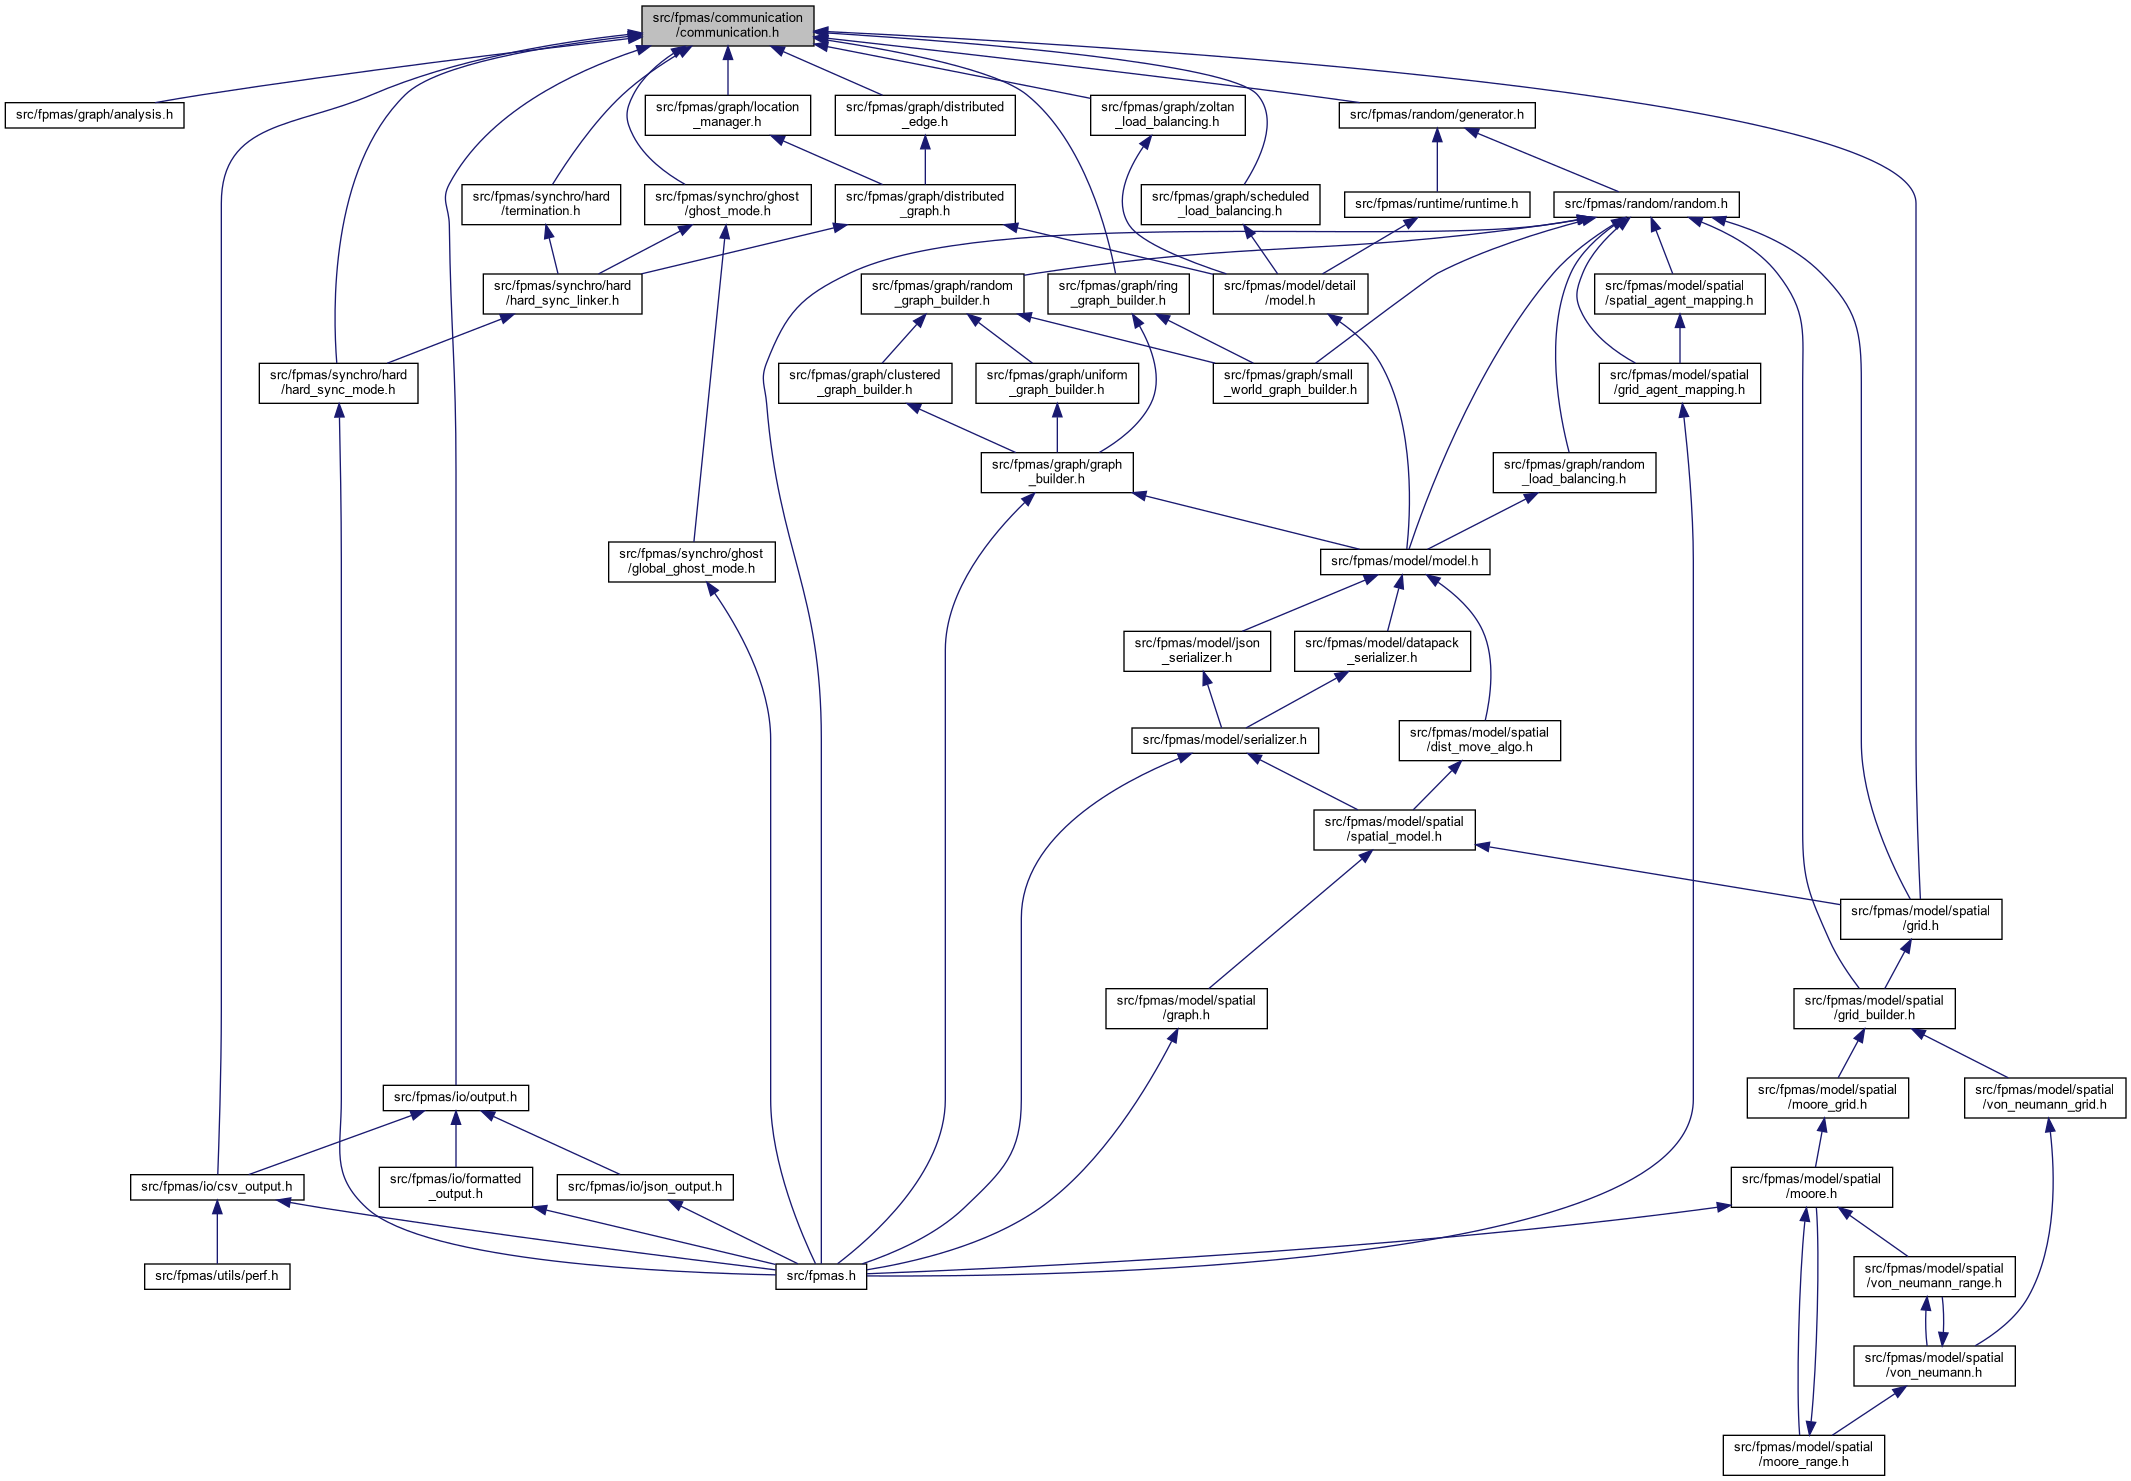 src/fpmas/communication
/communication.h
src/fpmas/graph/analysis.h
src/fpmas/graph/location
_manager.h
src/fpmas/graph/distributed
_edge.h
src/fpmas/graph/zoltan
_load_balancing.h
src/fpmas/random/generator.h
src/fpmas/synchro/hard
/termination.h
src/fpmas/synchro/ghost
/ghost_mode.h
src/fpmas/graph/distributed
_graph.h
src/fpmas/graph/scheduled
_load_balancing.h
src/fpmas/runtime/runtime.h
src/fpmas/random/random.h
src/fpmas/synchro/hard
/hard_sync_linker.h
src/fpmas/graph/random
_graph_builder.h
src/fpmas/graph/ring
_graph_builder.h
src/fpmas/model/detail
/model.h
src/fpmas/model/spatial
/spatial_agent_mapping.h
src/fpmas/synchro/hard
/hard_sync_mode.h
src/fpmas/graph/clustered
_graph_builder.h
src/fpmas/graph/uniform
_graph_builder.h
src/fpmas/graph/small
_world_graph_builder.h
src/fpmas/model/spatial
/grid_agent_mapping.h
src/fpmas/graph/graph
_builder.h
src/fpmas/graph/random
_load_balancing.h
src/fpmas/synchro/ghost
/global_ghost_mode.h
src/fpmas/model/model.h
src/fpmas/model/json
_serializer.h
src/fpmas/model/datapack
_serializer.h
src/fpmas/model/serializer.h
src/fpmas/model/spatial
/dist_move_algo.h
src/fpmas/model/spatial
/spatial_model.h
src/fpmas/model/spatial
/grid.h
src/fpmas/model/spatial
/graph.h
src/fpmas/model/spatial
/grid_builder.h
src/fpmas/io/output.h
src/fpmas/model/spatial
/moore_grid.h
src/fpmas/model/spatial
/von_neumann_grid.h
src/fpmas/io/csv_output.h
src/fpmas/io/formatted
_output.h
src/fpmas/io/json_output.h
src/fpmas/model/spatial
/moore.h
src/fpmas/utils/perf.h
src/fpmas.h
src/fpmas/model/spatial
/von_neumann_range.h
src/fpmas/model/spatial
/von_neumann.h
src/fpmas/model/spatial
/moore_range.h